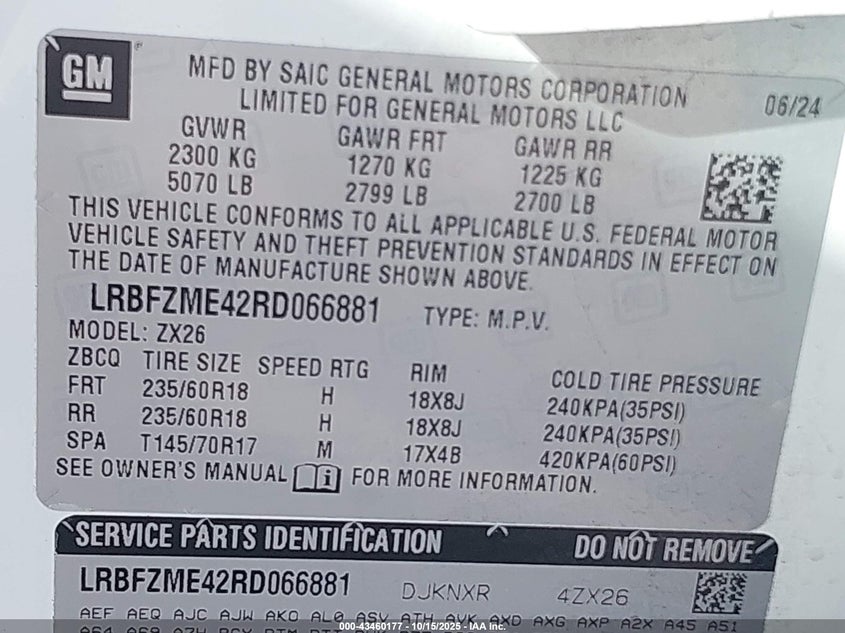 GM
MFD BY SAIC GENERAL MOTORS CORPORATION
LIMITED FOR GENERAL MOTORS LLC
06/24
GVWR GAWR FRT GAWR RR
2300 KG 1270 KG 1225 KG
5070 LB 2799 LB 2700 LB
THIS VEHICLE CONFORMS TO ALL APPLICABLE U.S. FEDERAL MOTOR
VEHICLE SAFETY AND THEFT PREVENTION STANDARDS IN EFFECT ON
THE DATE OF MANUFACTURE SHOWN ABOVE.
LRBFZME42RD066881 TYPE: M.P.V.
MODEL: ZX26
ZBCQ TIRE SIZE SPEED RTG RIM COLD TIRE PRESSURE
FRT 235/60R18 H 18X8J 240KPA(35PSI)
RR 235/60R18 H 18X8J 240KPA(35PSI)
SPA T145/70R17 M 17X4B 420KPA(60PSI)
SEE OWNER'S MANUAL FOR MORE INFORMATION.
SERVICE PARTS IDENTIFICATION DO NOT REMOVE
LRBFZME42RD066881 DJKNXR 4ZX26
AEF AEQ AJC AJW AKO AL0 ASV ATH AVK AXD AXG AXP A2X A45 A51
000-43460177 - 10/15/2025 - IAA Inc.